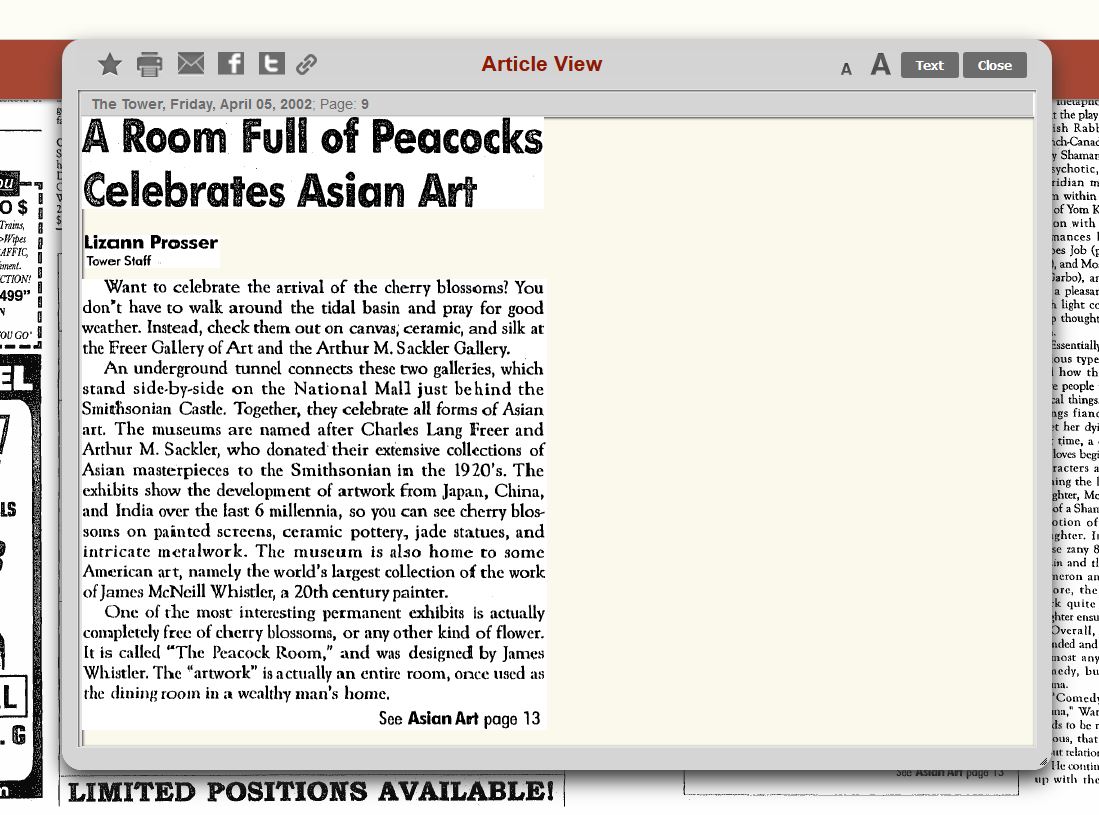 Article View
A A Text Close
The Tower, Friday, April 05, 2002; Page: 9
A Room Full of Peacocks
Celebrates Asian Art
Lizann Prosser
Tower Staff
Want to celebrate the arrival of the cherry blossoms? You
don't have to walk around the tidal basin and pray for good
weather. Instead, check them out on canvas, ceramic, and silk at
the Freer Gallery of Art and the Arthur M. Sackler Gallery.
An underground tunnel connects these two galleries, which
stand side-by-side on the National Mall just behind the
Smithsonian Castle. Together, they celebrate all forms of Asian
art. The museums are named after Charles Lang Freer and
Arthur M. Sackler, who donated their extensive collections of
Asian masterpieces to the Smithsonian in the 1920's. The
exhibits show the development of artwork from Japan, China,
and India over the last 6 millennia, so you can see cherry blos-
soms on painted screens, ceramic pottery, jade statues, and
intricate metalwork. The museum is also home to some
American art, namely the world's largest collection of the work
of James McNeill Whistler, a 20th century painter.
One of the most interesting permanent exhibits is actually
completely free of cherry blossoms, or any other kind of flower.
It is called "The Peacock Room," and was designed by James
Whistler. The "artwork" is actually an entire room, once used as
the dining room in a wealthy man's home.
See Asian Art page 13
LIMITED POSITIONS AVAILABLE!
See Asian Art page 13
up with the